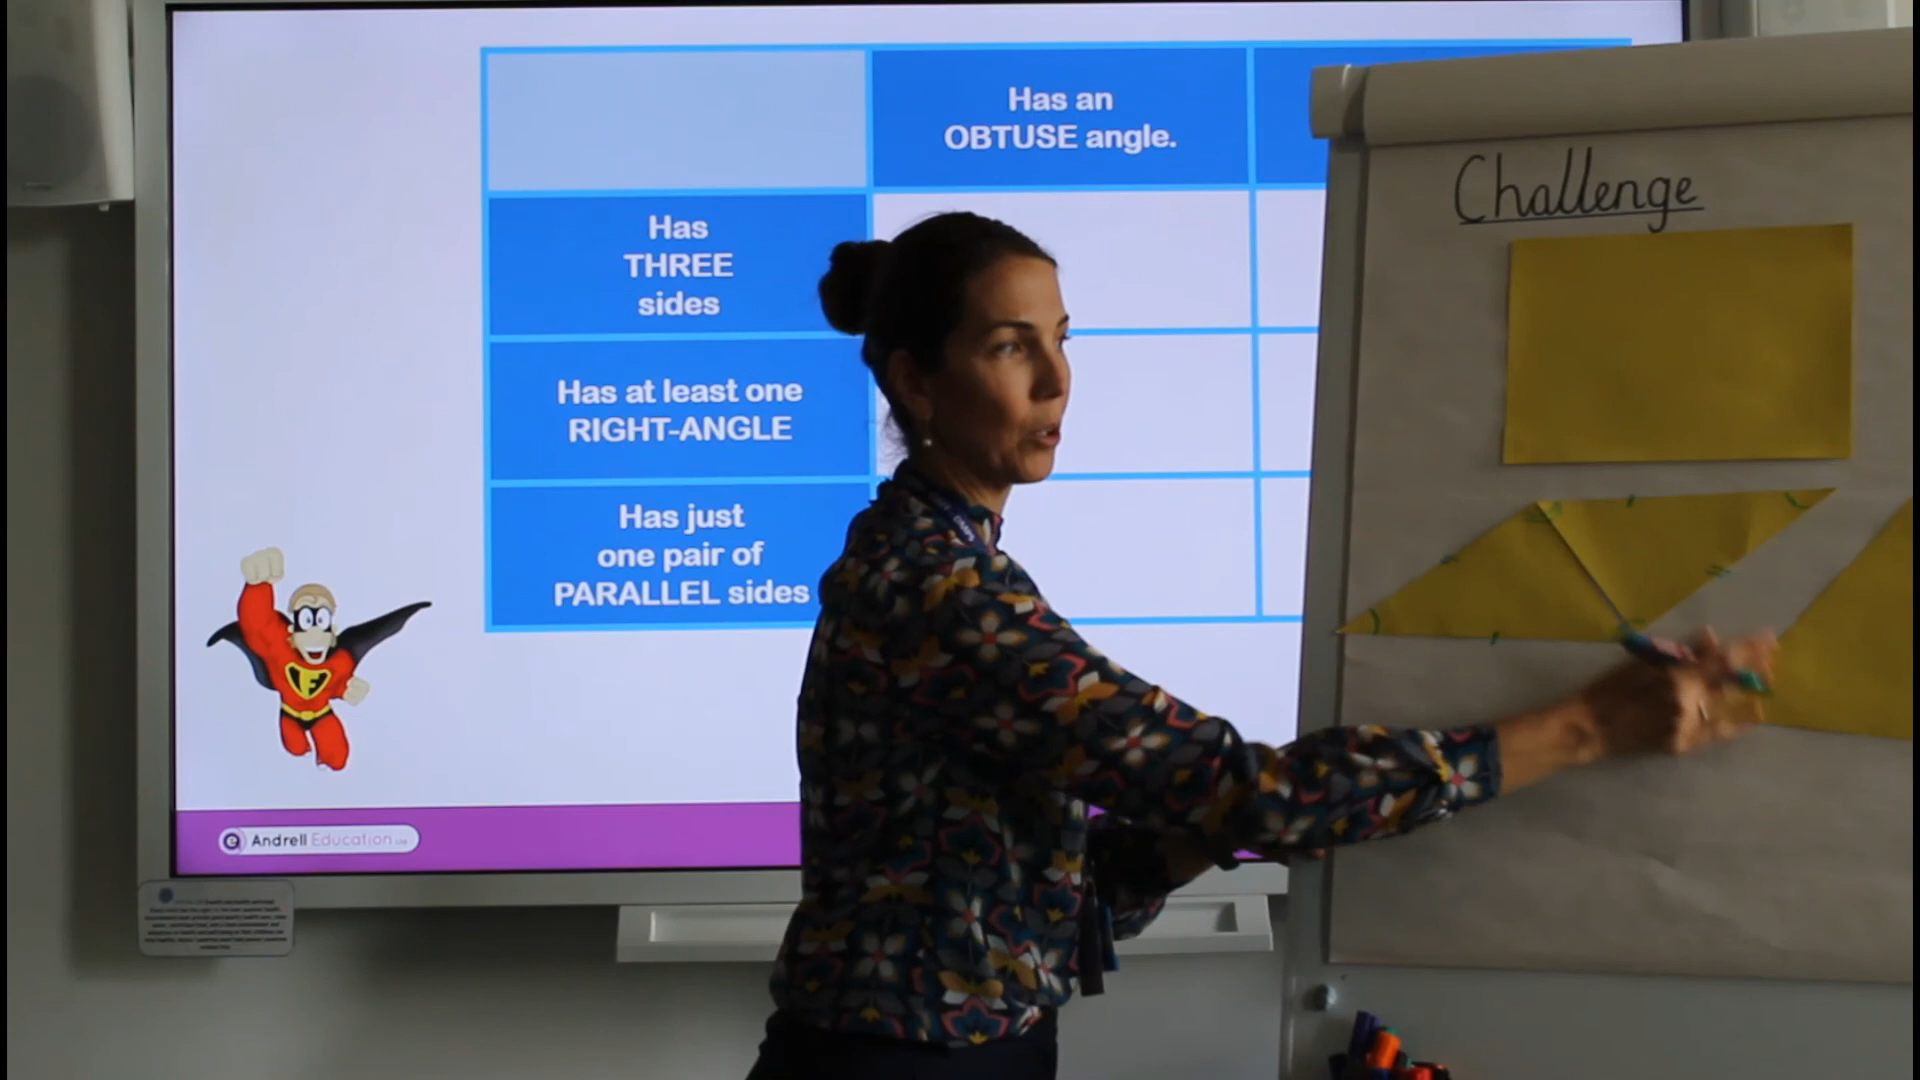 Has an
OBTUSE angle.
Has
THREE
sides
Has at least one
RIGHT-ANGLE
Has just
one pair of
PARALLEL sides
Challenge
F
e Andrell Education